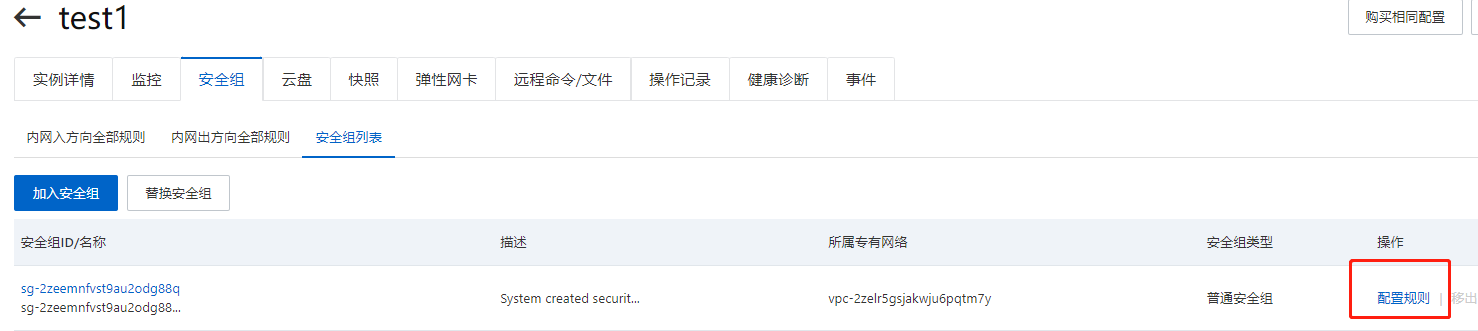 ← test1
购买相同配置
实例详情 监控 安全组 云盘 快照 弹性网卡 远程命令/文件 操作记录 健康诊断 事件
内网入方向全部规则 内网出方向全部规则 安全组列表
加入安全组 替换安全组
安全组ID/名称 描述 所属专有网络 安全组类型 操作
sg-2zeemnfvst9au2odg88q
System created securit... vpc-2zelr5gsjakwju6pqtm7y 普通安全组 配置规则 | 移出
sg-2zeemnfvst9au2odg88...